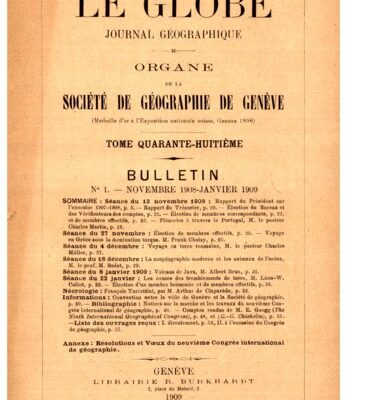 LE GLOBE
JOURNAL GÉOGRAPHIQUE
ORGANE
DE LA
SOCIÉTÉ DE GÉOGRAPHIE DE GENÈVE
(Médaille d'or à l'Exposition nationale suisse, Genève 1896)
TOME QUARANTE-HUITIÈME
BULLETIN
N° 1. — NOVEMBRE 1908-JANVIER 1909
SOMMAIRE : Séance du 13 novembre 1908 : Rapport du Président sur
l'exercice 1907-1908, p. 5. — Rapport du Trésorier, p. 20. — Élection du Bureau et
des Vérificateurs des comptes, p. 22. — Élection de membres correspondants, p. 22,
et de membres effectifs, p. 23. — Flâneries à travers le Portugal, M. le pasteur
Charles Martin, p. 23.
Séance du 27 novembre : Élection de membres effectifs, p. 25. — Voyage
en Grèce sous la domination turque, M. Frank Choisy, p. 25.
Séance du 4 décembre : Voyage en terre romaine, M. le pasteur Charles
Müller, p. 27.
Séance du 18 décembre : La zoogéographie moderne et les animaux de l'océan,
M. le prof. M. Bedot, p. 29.
Séance du 8 janvier 1909 : Volcans de Java, M. Albert Brun, p. 31.
Séance du 22 janvier : Les causes des tremblements de terre, M. Léon-W.
Collet, p. 32. — Élection d'un membre honoraire et de membres effectifs, p. 35.
Nécrologie : François Turrettini, par M. Arthur de Claparède, p. 35.
Informations : Convention entre la ville de Genève et la Société de géographie,
p. 39. — Bibliographie : Notices sur la marche et les travaux du neuvième Con-
grès international de géographie, p. 46. — Comptes rendus de M. E. Goegg (The
Ninth International Geographical Congress), p. 48, et (G.-G. Chisholm), p. 51.
—Liste des ouvrages reçus : I. directement, p. 52, II. à l'occasion du Congrès
de géographie, p. 52.
Annexe : Résolutions et Vœux du neuvième Congrès international
de géographie.
GENÈVE
LIBRAIRIE R. BURKHARDT
2, place du Molard, 2
1909